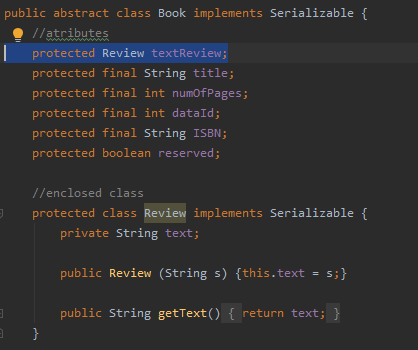 public abstract class Book implements Serializable {
//atributes
protected Review textReview;
protected final String title;
protected final int numOfPages;
protected final int dataId;
protected final String ISBN;
protected boolean reserved;
//enclosed class
protected class Review implements Serializable {
private String text;
public Review (String s) {this.text = s;}
public String getText() { return text; }
}